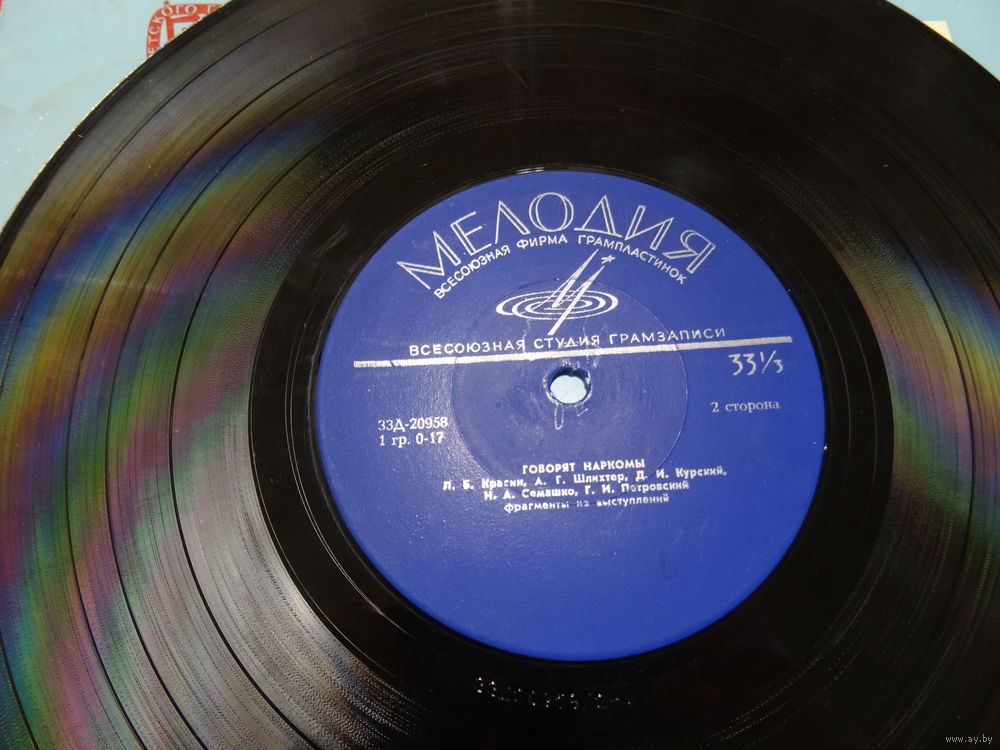 ЕТСКОГО
МЕЛОДИЯ
ВСЕСОЮЗНАЯ ФИРМА ГРАМПЛАСТИНОК
ВСЕСОЮЗНАЯ СТУДИЯ ГРАМЗАПИСИ
33⅓
2 сторона
33Д-20958
1 гр. 0-17
ГОВОРЯТ НАРКОМЫ
Л. Б. Красин, А. Г. Шлихтер, Д. И. Курский,
Н. А. Семашко, Г. И. Петровский
фрагменты из выступлений
www.ay.by